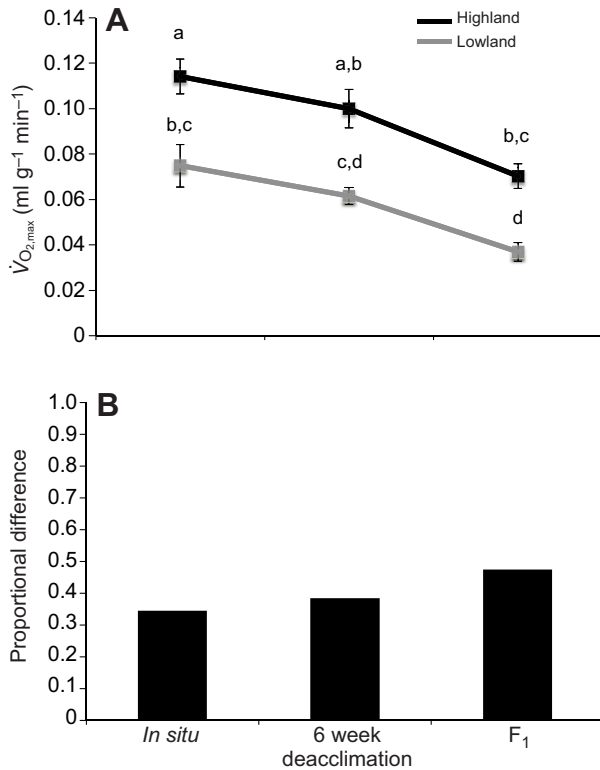 A
Highland
Lowland
0.14
0.12
0.10
0.08
0.06
0.04
0.02
0
V̇O2,max (ml g–1 min–1)
a
a,b
b,c
b,c
c,d
d
B
1.0
0.9
0.8
0.7
0.6
0.5
0.4
0.3
0.2
0.1
0
Proportional difference
In situ
6 week
deacclimation
F1